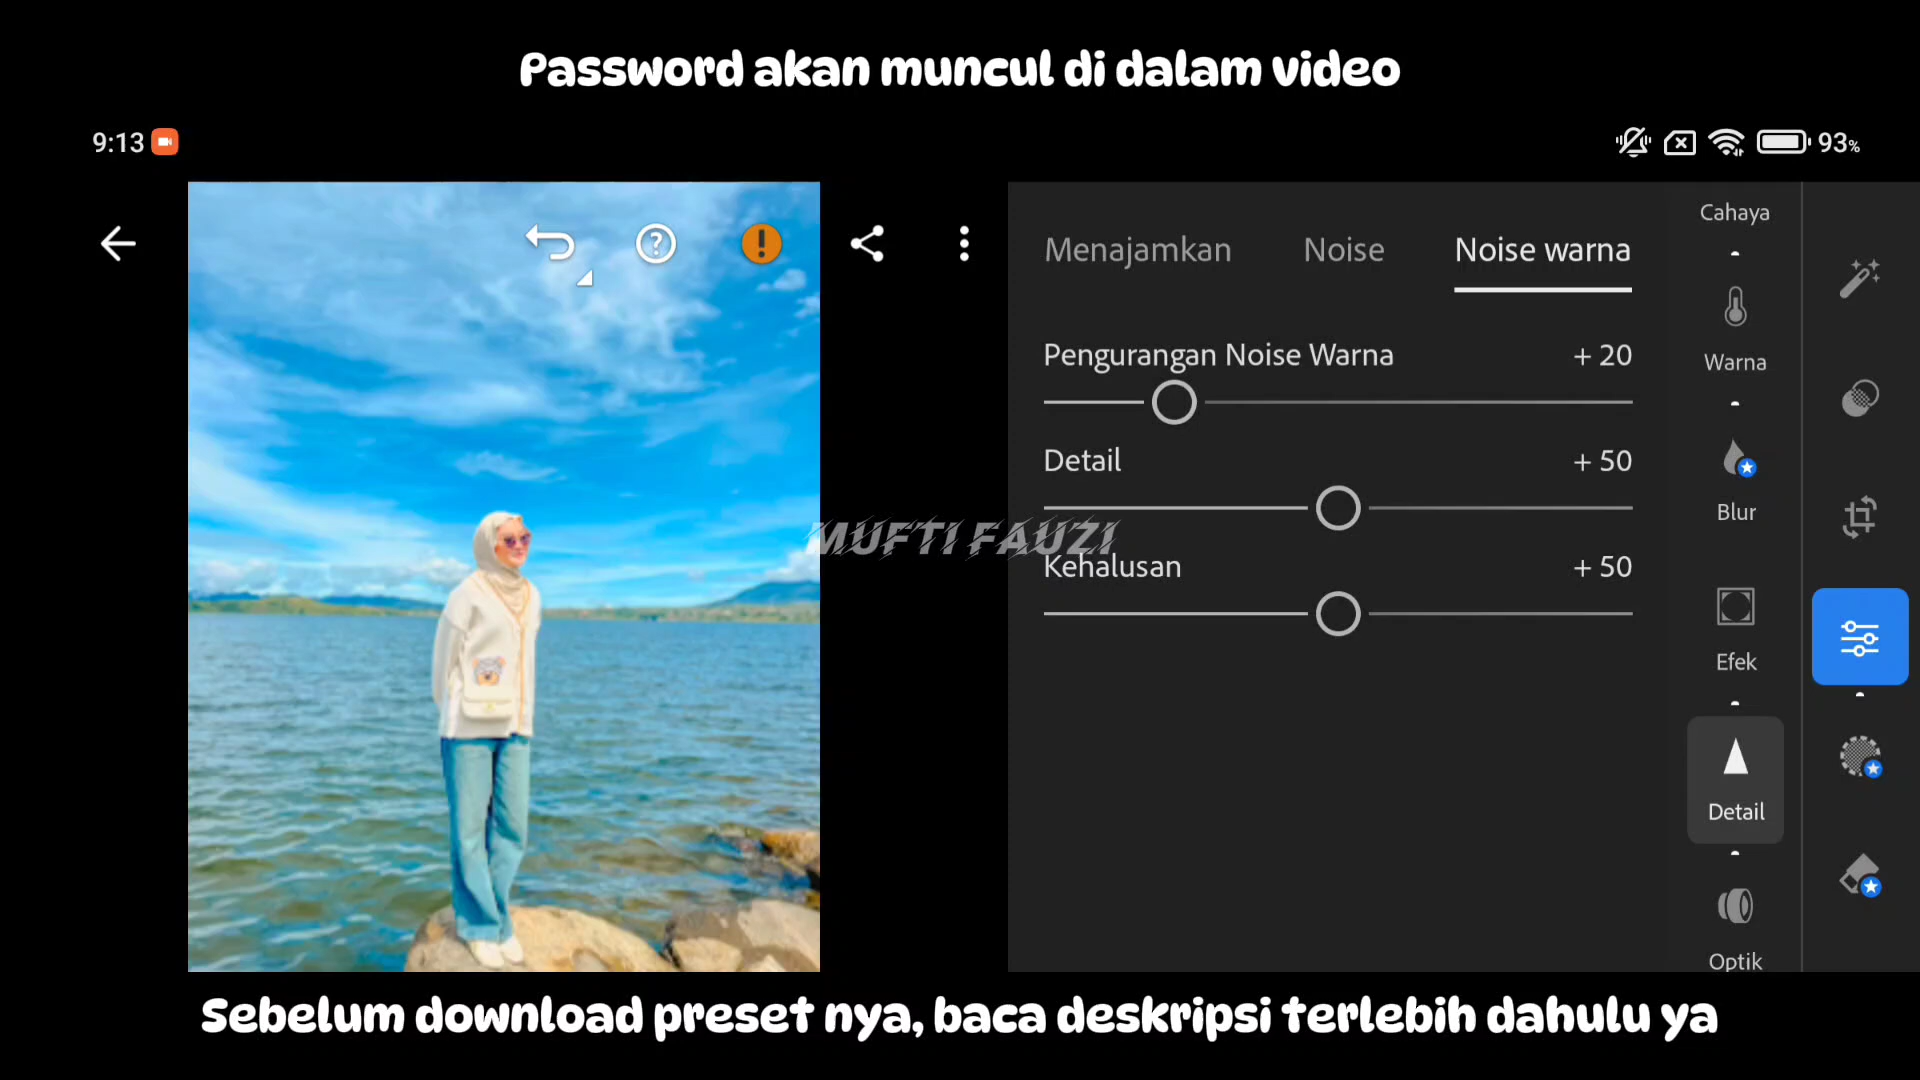 Password akan muncul di dalam video
9:13
93%
Menajamkan
Noise
Noise warna
Pengurangan Noise Warna
+ 20
Detail
+ 50
Kehalusan
+ 50
MUFTI FAUZI
Cahaya
Warna
Blur
Efek
Detail
Optik
Sebelum download preset nya, baca deskripsi terlebih dahulu ya